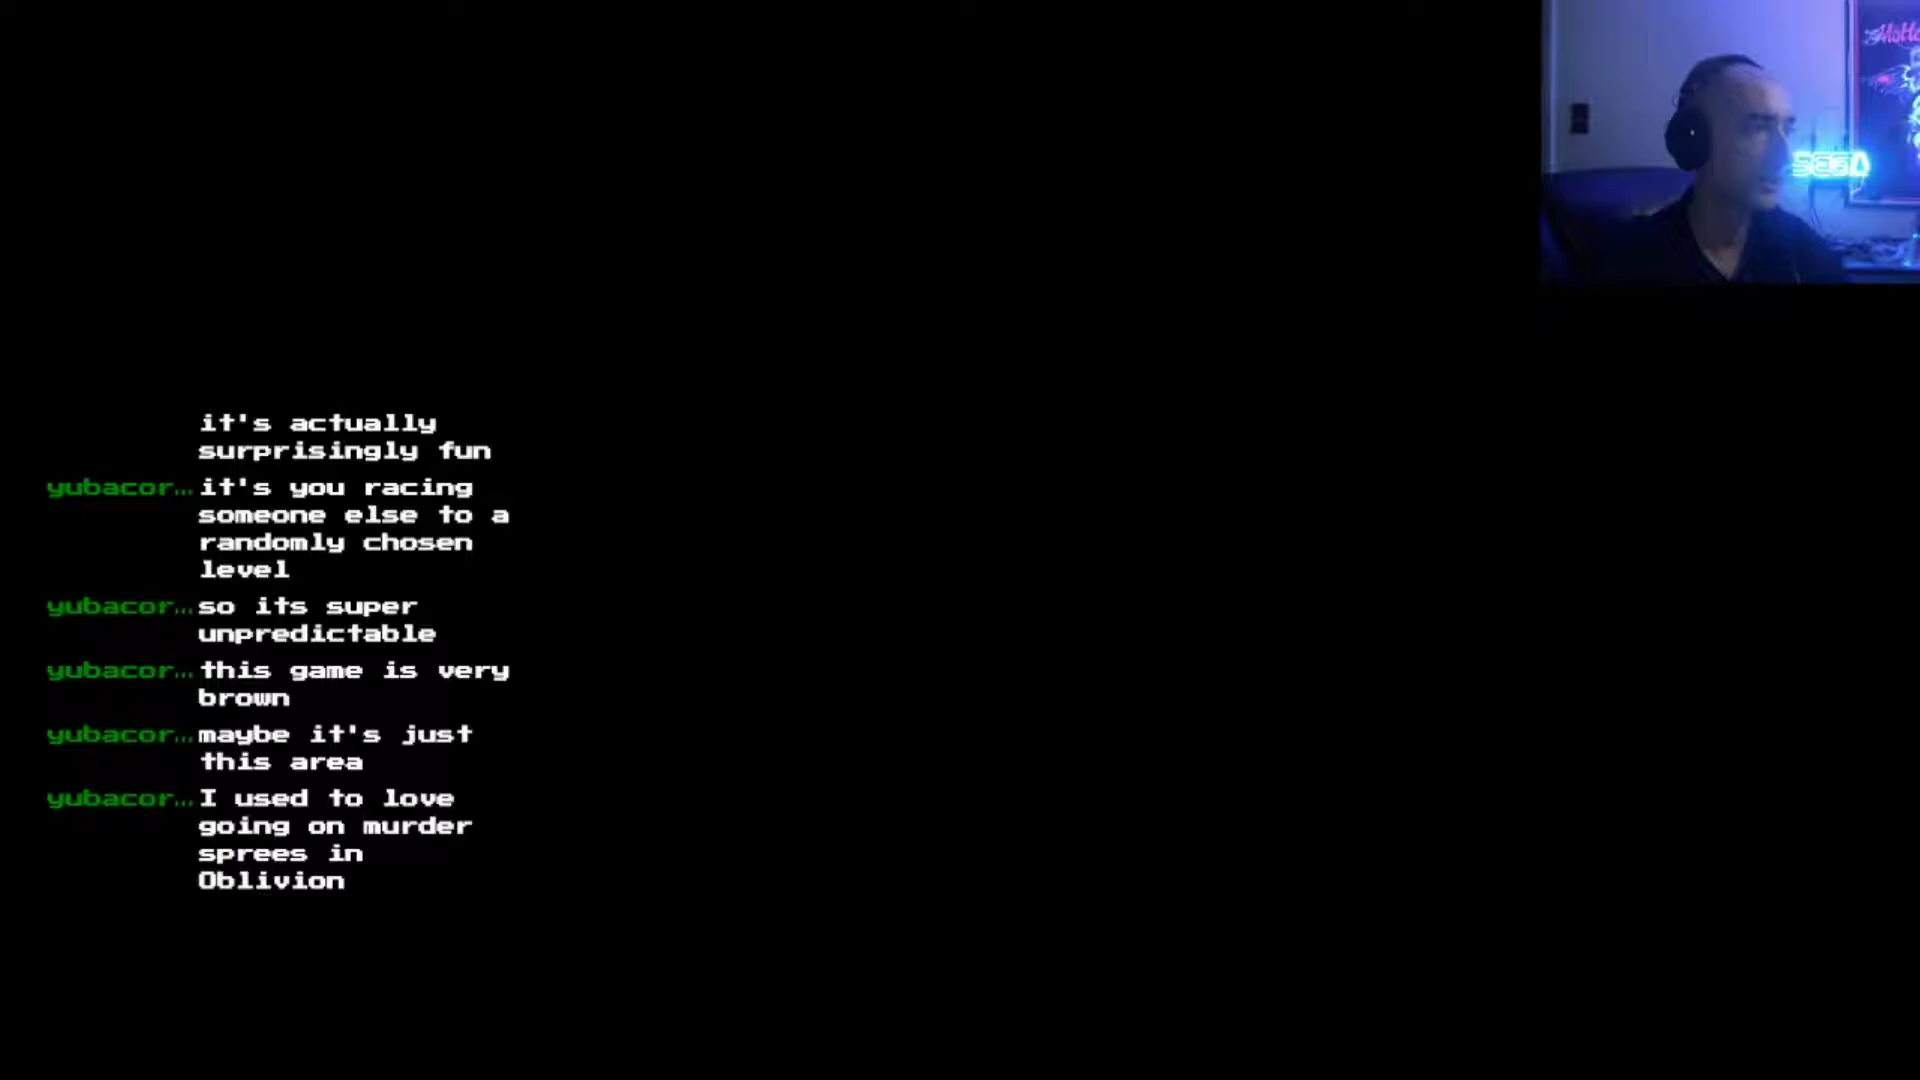 it's actually
surprisingly fun
yubacor... it's you racing
someone else to a
randomly chosen
level
yubacor... so its super
unpredictable
yubacor... this game is very
brown
yubacor... maybe it's just
this area
yubacor... I used to love
going on murder
sprees in
Oblivion
SEGA